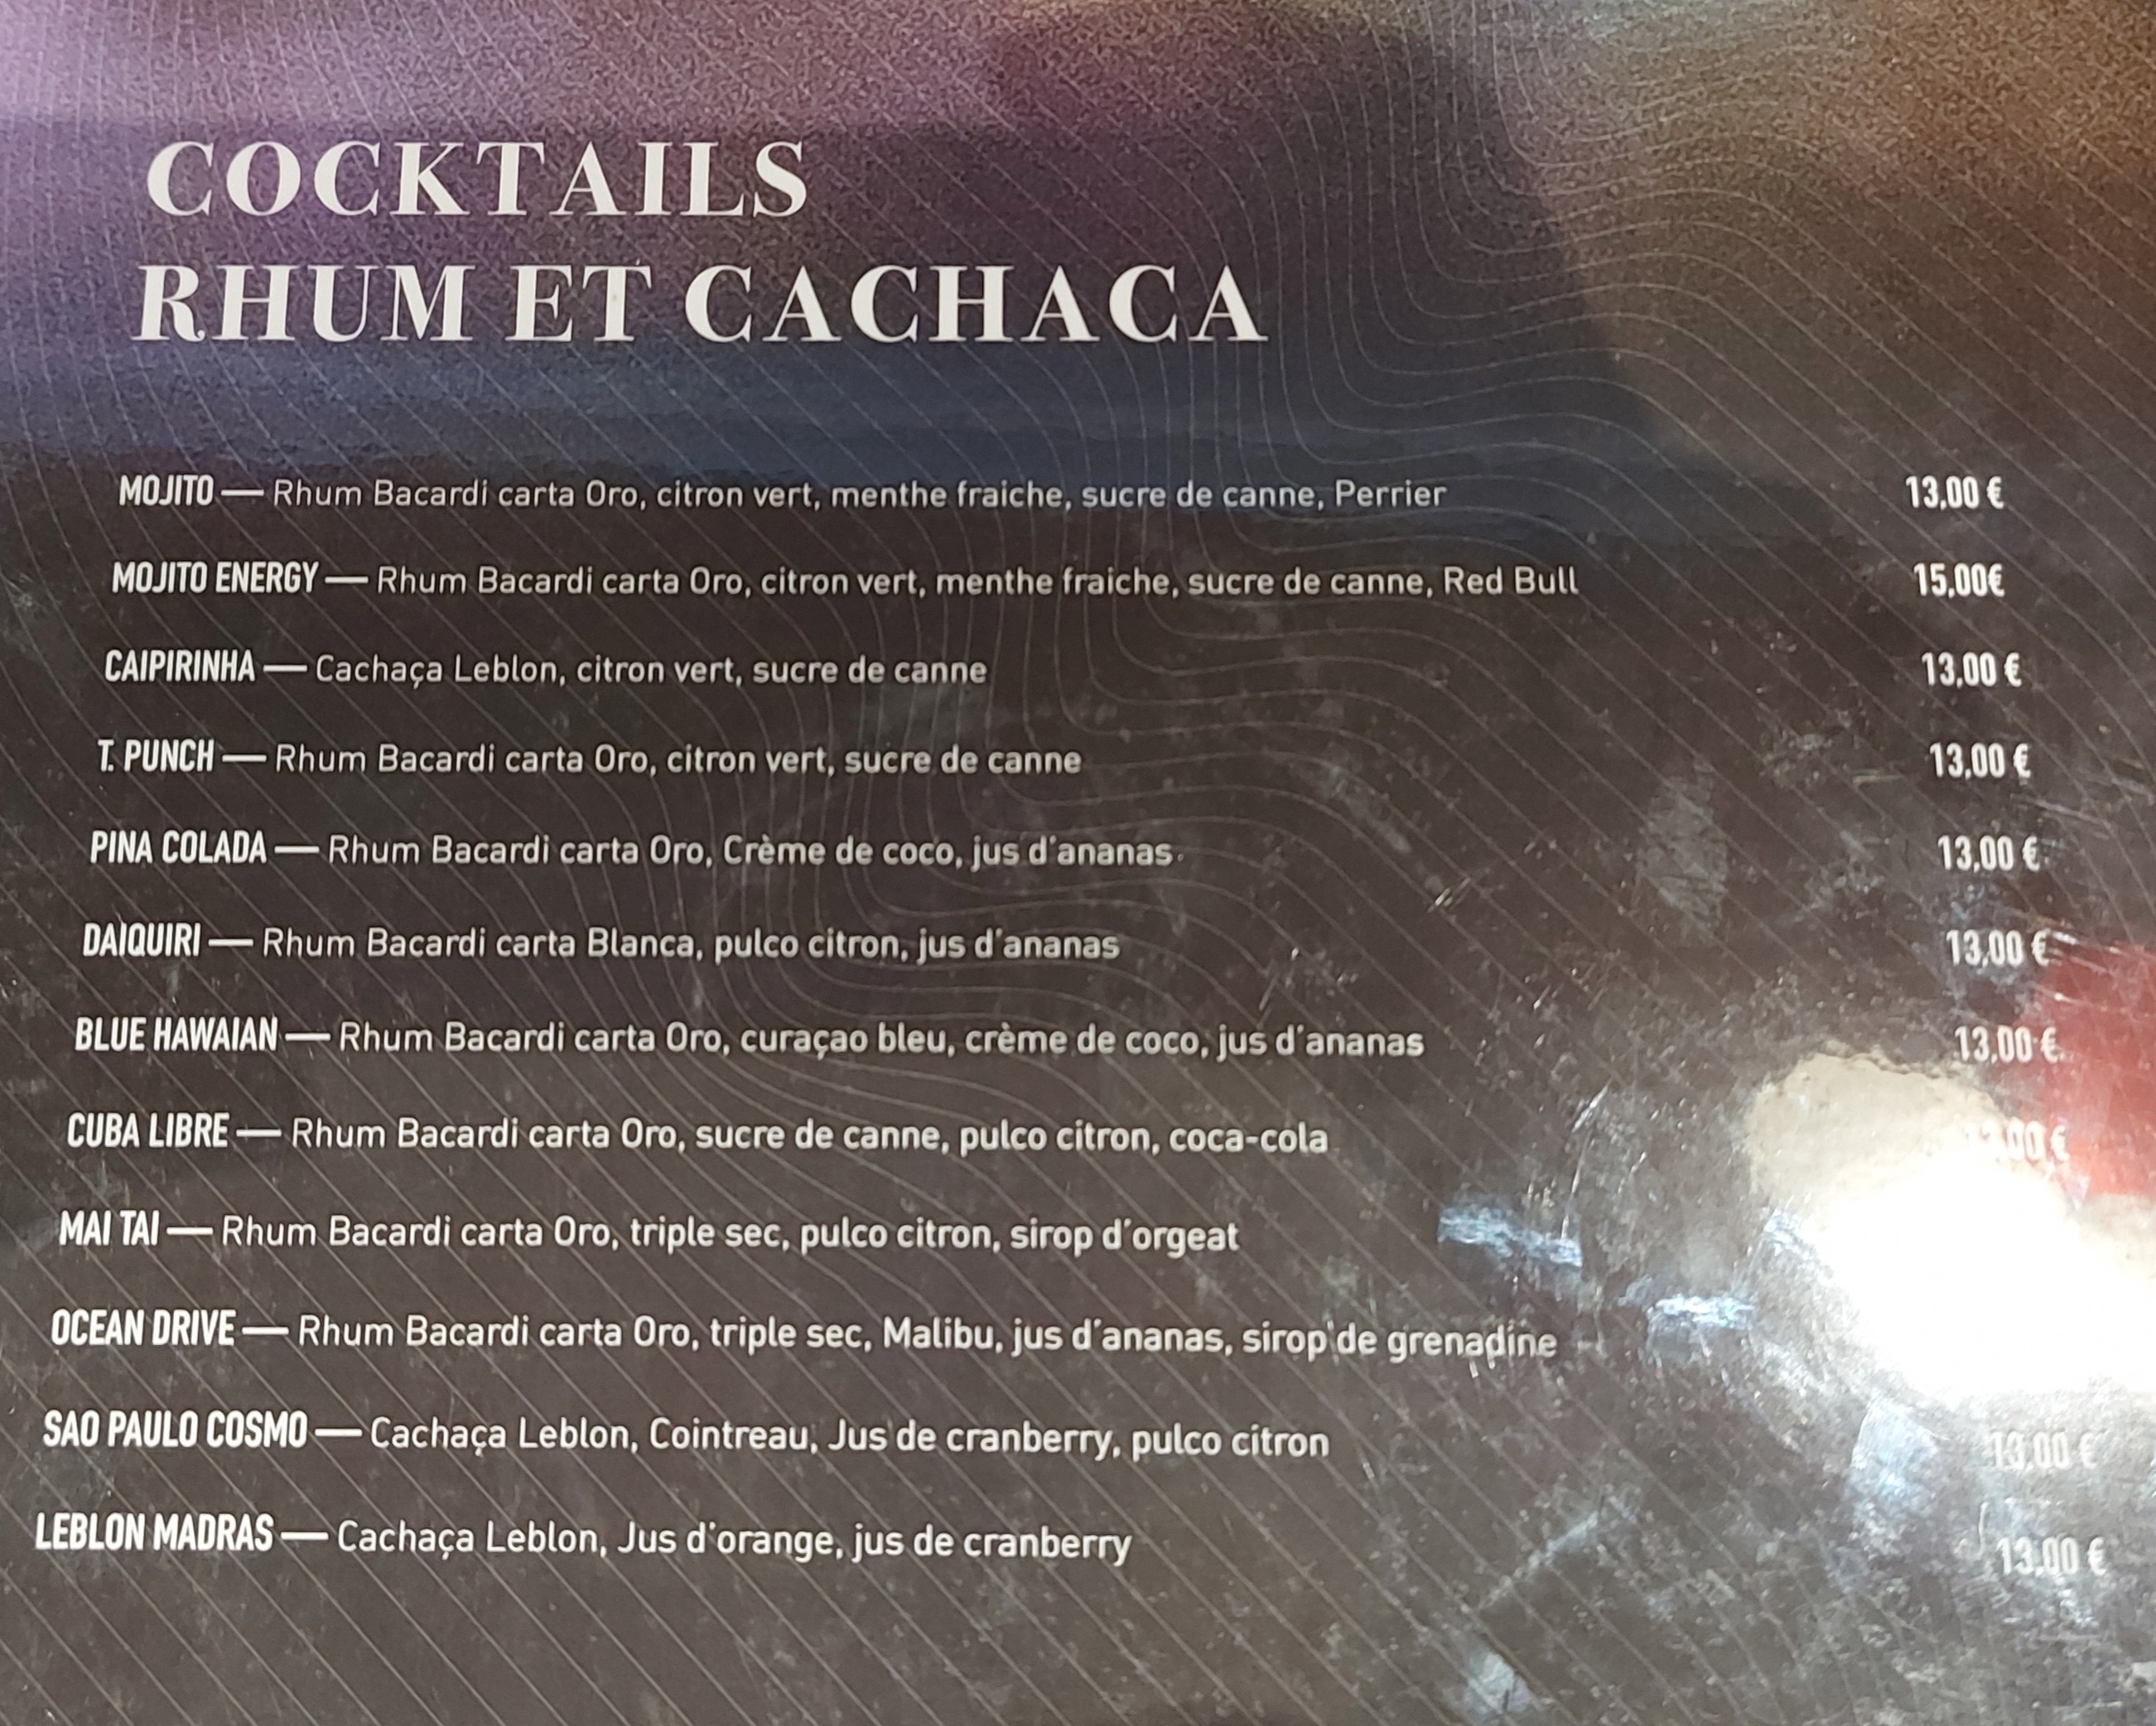 COCKTAILS
RHUM ET CACHACA
MOJITO — Rhum Bacardi carta Oro, citron vert, menthe fraiche, sucre de canne, Perrier 13,00 €
MOJITO ENERGY — Rhum Bacardi carta Oro, citron vert, menthe fraiche, sucre de canne, Red Bull 15,00€
CAIPIRINHA — Cachaça Leblon, citron vert, sucre de canne 13,00 €
T. PUNCH — Rhum Bacardi carta Oro, citron vert, sucre de canne 13,00 €
PINA COLADA — Rhum Bacardi carta Oro, Crème de coco, jus d'ananas 13,00 €
DAIQUIRI — Rhum Bacardi carta Blanca, pulco citron, jus d'ananas 13,00 €
BLUE HAWAIAN — Rhum Bacardi carta Oro, curaçao bleu, crème de coco, jus d'ananas 13,00 €
CUBA LIBRE — Rhum Bacardi carta Oro, sucre de canne, pulco citron, coca-cola
MAI TAI — Rhum Bacardi carta Oro, triple sec, pulco citron, sirop d'orgeat
OCEAN DRIVE — Rhum Bacardi carta Oro, triple sec, Malibu, jus d'ananas, sirop de grenadine
SAO PAULO COSMO — Cachaça Leblon, Cointreau, Jus de cranberry, pulco citron 13,00 €
LEBLON MADRAS — Cachaça Leblon, Jus d'orange, jus de cranberry 13,00 €